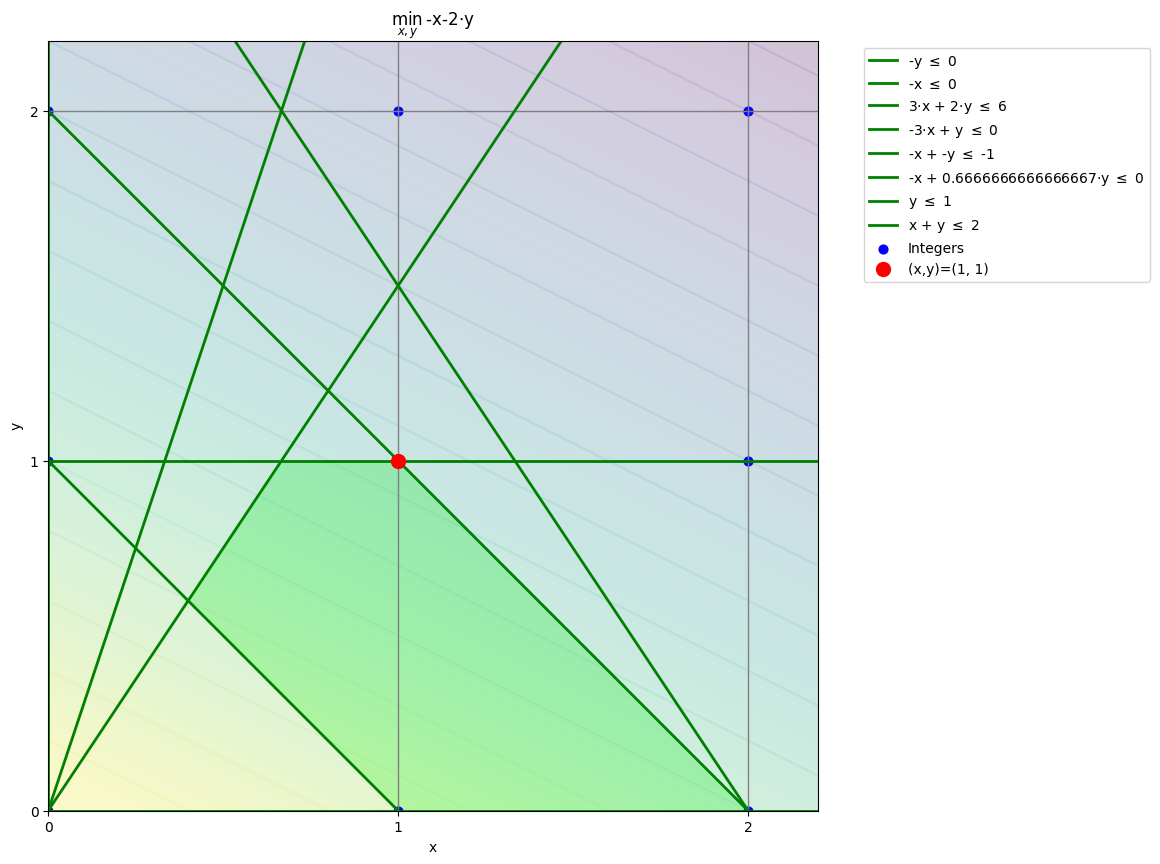 min -x-2·y
x, y
-y ≤ 0
-x ≤ 0
3·x + 2·y ≤ 6
-3·x + y ≤ 0
-x + -y ≤ -1
-x + 0.6666666666666667·y ≤ 0
y ≤ 1
x + y ≤ 2
Integers
(x,y)=(1, 1)
2
1
0
y
0 1 2
x